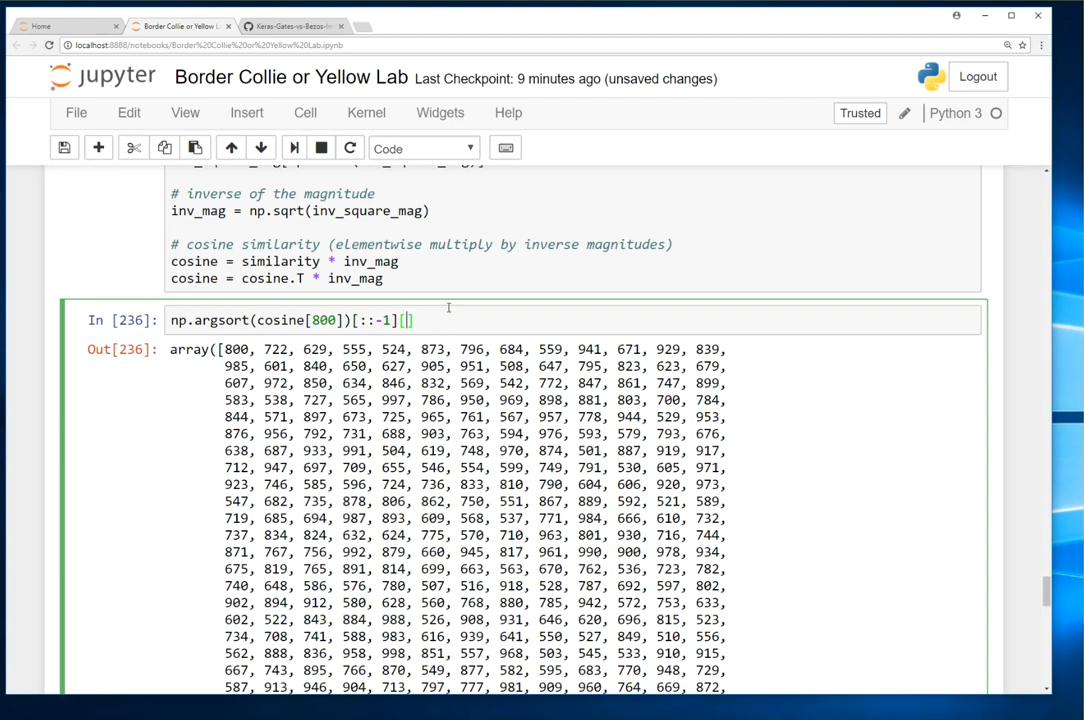 Home
Border Collie or Yellow L
Keras-Gates-vs-Bezos-Im
localhost:8888/notebooks/Border%20Collie%20or%20Yellow%20Lab.ipynb
jupyter Border Collie or Yellow Lab Last Checkpoint: 9 minutes ago (unsaved changes) Logout
File Edit View Insert Cell Kernel Widgets Help Trusted Python 3
Code
# inverse of the magnitude
inv_mag = np.sqrt(inv_square_mag)
# cosine similarity (elementwise multiply by inverse magnitudes)
cosine = similarity * inv_mag
cosine = cosine.T * inv_mag
In [236]: np.argsort(cosine[800])[::-1][]
Out[236]: array([800, 722, 629, 555, 524, 873, 796, 684, 559, 941, 671, 929, 839,
985, 601, 840, 650, 627, 905, 951, 508, 647, 795, 823, 623, 679,
607, 972, 850, 634, 846, 832, 569, 542, 772, 847, 861, 747, 899,
583, 538, 727, 565, 997, 786, 950, 969, 898, 881, 803, 700, 784,
844, 571, 897, 673, 725, 965, 761, 567, 957, 778, 944, 529, 953,
876, 956, 792, 731, 688, 903, 763, 594, 976, 593, 579, 793, 676,
638, 687, 933, 991, 504, 619, 748, 970, 874, 501, 887, 919, 917,
712, 947, 697, 709, 655, 546, 554, 599, 749, 791, 530, 605, 971,
923, 746, 585, 596, 724, 736, 833, 810, 790, 604, 606, 920, 973,
547, 682, 735, 878, 806, 862, 750, 551, 867, 889, 592, 521, 589,
719, 685, 694, 987, 893, 609, 568, 537, 771, 984, 666, 610, 732,
737, 834, 824, 632, 624, 775, 570, 710, 963, 801, 930, 716, 744,
871, 767, 756, 992, 879, 660, 945, 817, 961, 990, 900, 978, 934,
675, 819, 765, 891, 814, 699, 663, 563, 670, 762, 536, 723, 782,
740, 648, 586, 576, 780, 507, 516, 918, 528, 787, 692, 597, 802,
902, 894, 912, 580, 628, 560, 768, 880, 785, 942, 572, 753, 633,
602, 522, 843, 884, 988, 526, 908, 931, 646, 620, 696, 815, 523,
734, 708, 741, 588, 983, 616, 939, 641, 550, 527, 849, 510, 556,
562, 888, 836, 958, 998, 851, 557, 968, 503, 545, 533, 910, 915,
667, 743, 895, 766, 870, 549, 877, 582, 595, 683, 770, 948, 729,
587, 913, 946, 904, 713, 797, 777, 981, 909, 960, 764, 669, 872,